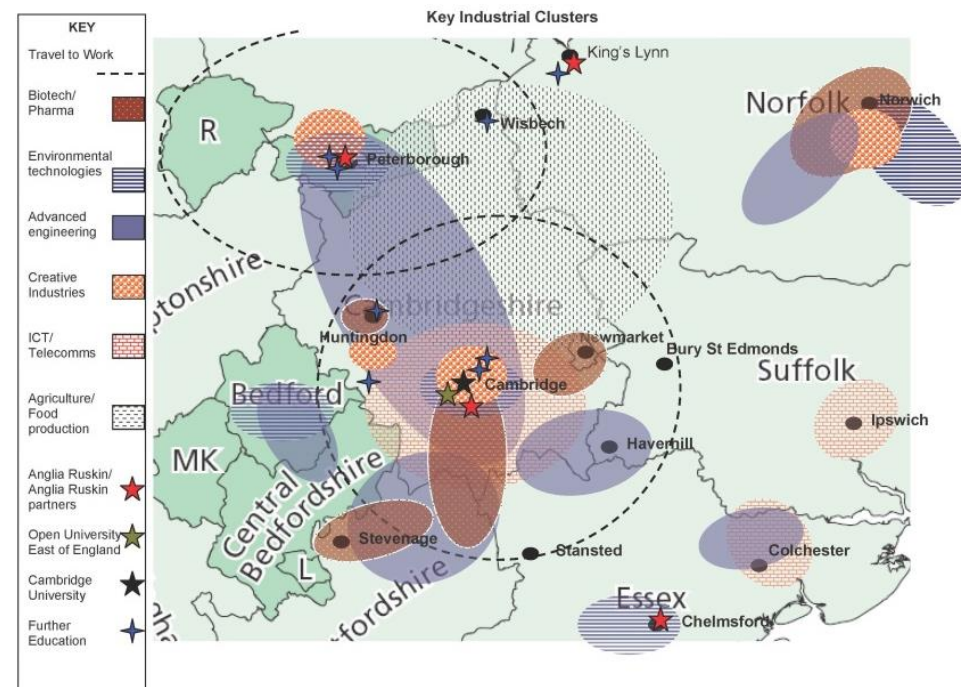 Key Industrial Clusters
KEY
Travel to Work
Biotech/
Pharma
Environmental
technologies
Advanced
engineering
Creative
Industries
ICT/
Telecomms
Agriculture/
Food
production
Anglia Ruskin/
Anglia Ruskin
partners
Open University
East of England
Cambridge
University
Further
Education
King's Lynn
Norfolk
Norwich
R
Wisbech
Peterborough
ptonshire
Cambridgeshire
Huntingdon
Newmarket
Bury St Edmonds
Suffolk
Bedford
Cambridge
Ipswich
MK
Haverhill
Central
Bedfordshire
Stevenage
Stansted
Colchester
L
Essex
Chelmsford
tfordshire